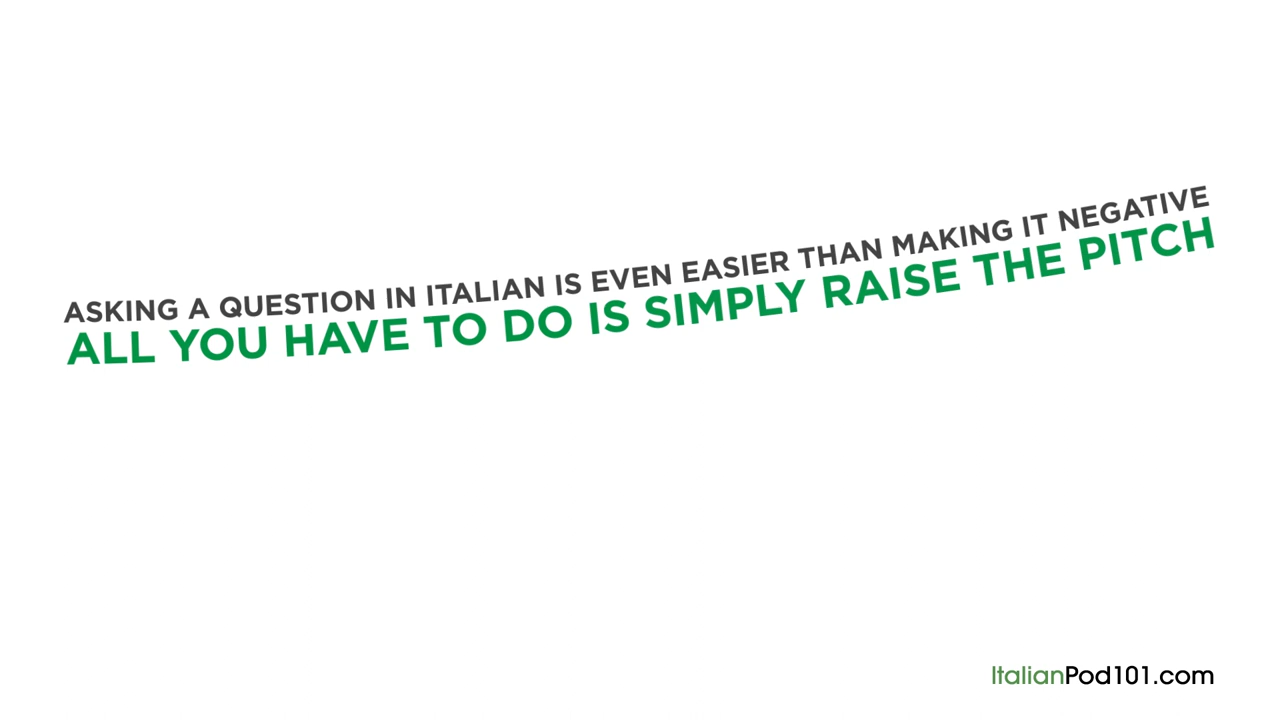 ASKING A QUESTION IN ITALIAN IS EVEN EASIER THAN MAKING IT NEGATIVE
ALL YOU HAVE TO DO IS SIMPLY RAISE THE PITCH
ItalianPod101.com